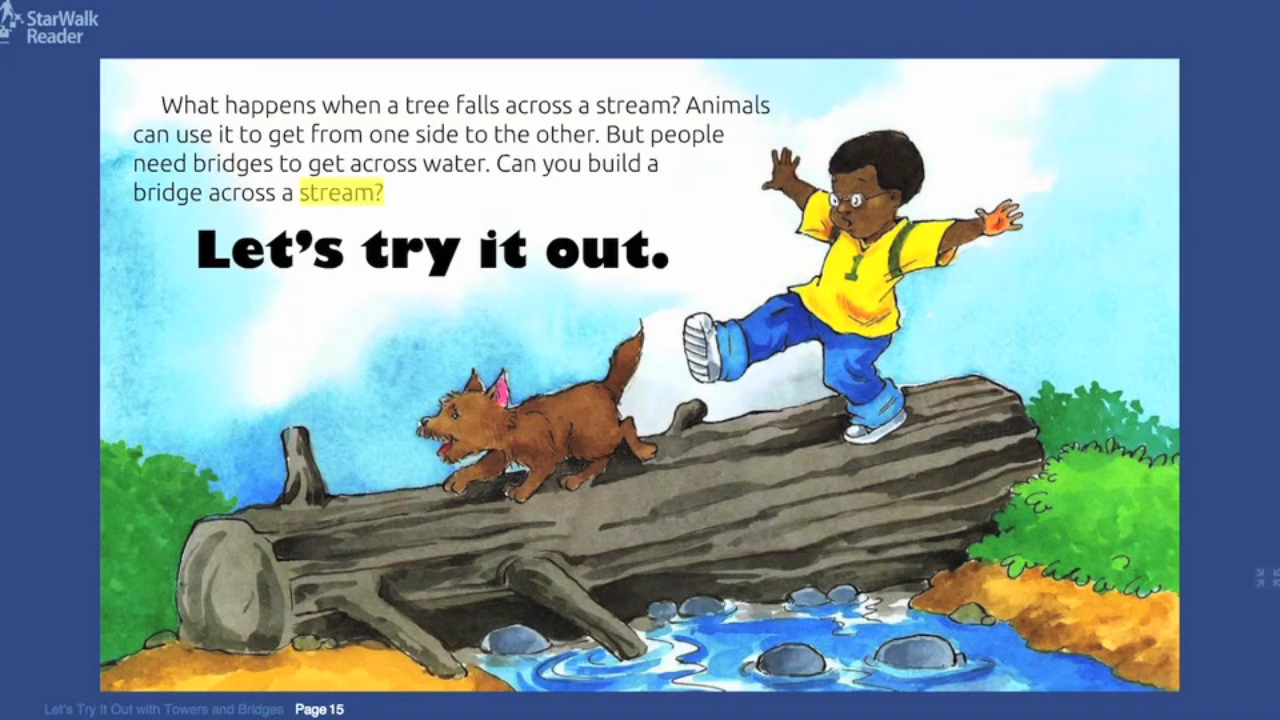 StarWalk
Reader
What happens when a tree falls across a stream? Animals
can use it to get from one side to the other. But people
need bridges to get across water. Can you build a
bridge across a stream?
Let's try it out.
1
Let's Try It Out with Towers and Bridges Page 15